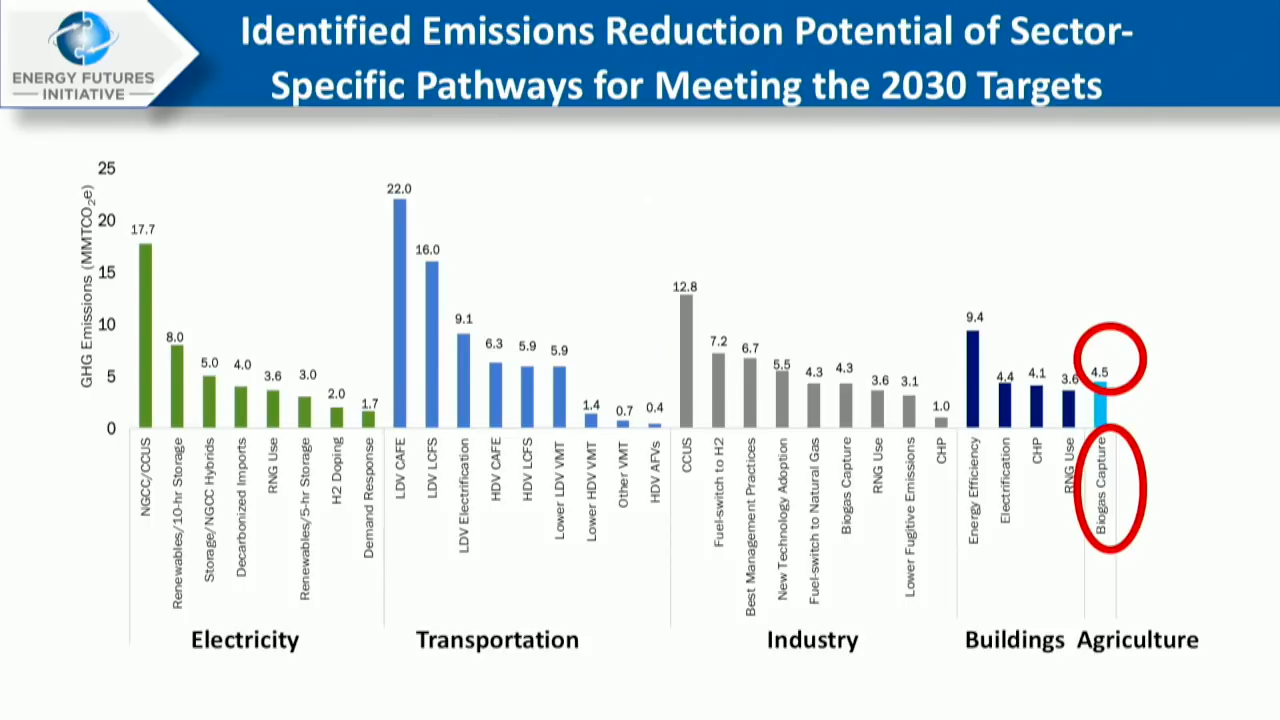 Identified Emissions Reduction Potential of Sector-
Specific Pathways for Meeting the 2030 Targets
ENERGY FUTURES
INITIATIVE
GHG Emissions (MMTCO₂e)
25
20
15
10
5
0
17.7
8.0
5.0
4.0
3.6
3.0
2.0
1.7
22.0
16.0
9.1
6.3
5.9
5.9
1.4
0.7
0.4
12.8
7.2
6.7
5.5
4.3
4.3
3.6
3.1
1.0
9.4
4.4
4.1
3.6
4.5
NGCC/CCUS
Renewables/10-hr Storage
Storage/NGCC Hybrids
Decarbonized Imports
RNG Use
Renewables/5-hr Storage
H2 Doping
Demand Response
LDV CAFE
LDV LCFS
LDV Electrification
HDV CAFE
HDV LCFS
Lower LDV VMT
Lower HDV VMT
Other VMT
HDV AFVs
CCUS
Fuel-switch to H2
Best Management Practices
New Technology Adoption
Fuel-switch to Natural Gas
Biogas Capture
RNG Use
Lower Fugitive Emissions
CHP
Energy Efficiency
Electrification
CHP
RNG Use
Biogas Capture
Electricity
Transportation
Industry
Buildings
Agriculture